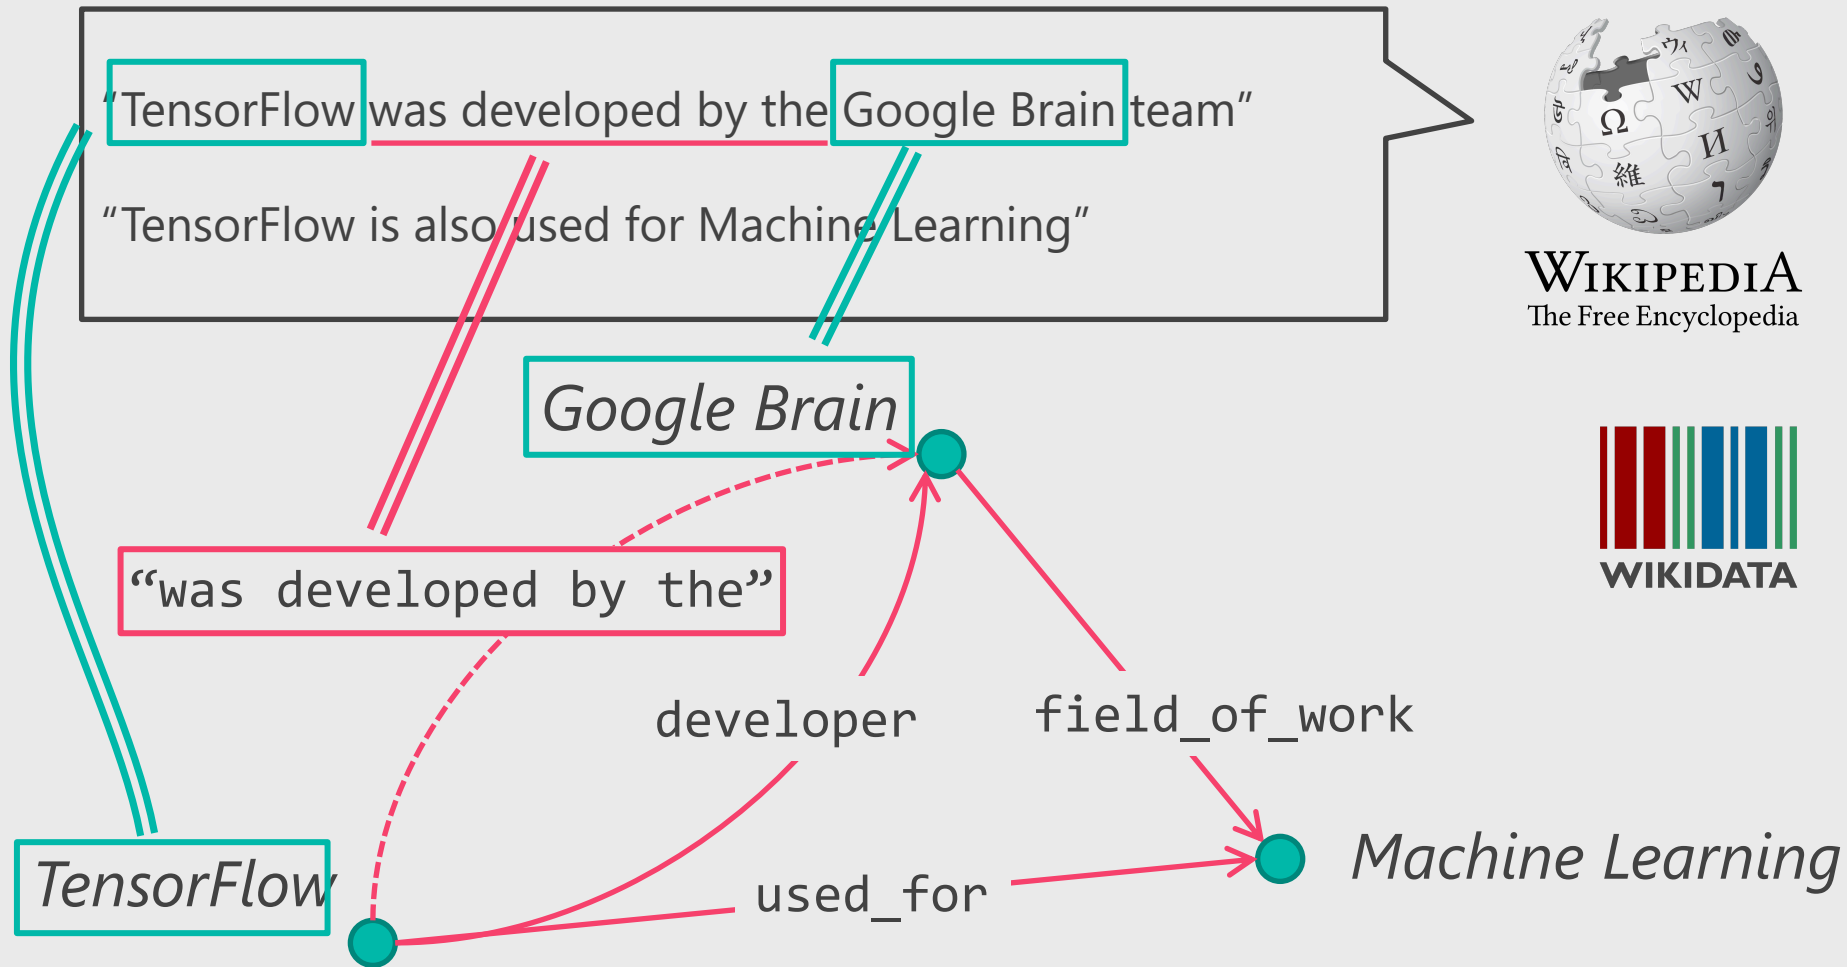 “TensorFlow was developed by the Google Brain team”
“TensorFlow is also used for Machine Learning”
WIKIPEDIA
The Free Encyclopedia
Google Brain
WIKIDATA
“was developed by the”
developer
field_of_work
TensorFlow
used_for
Machine Learning